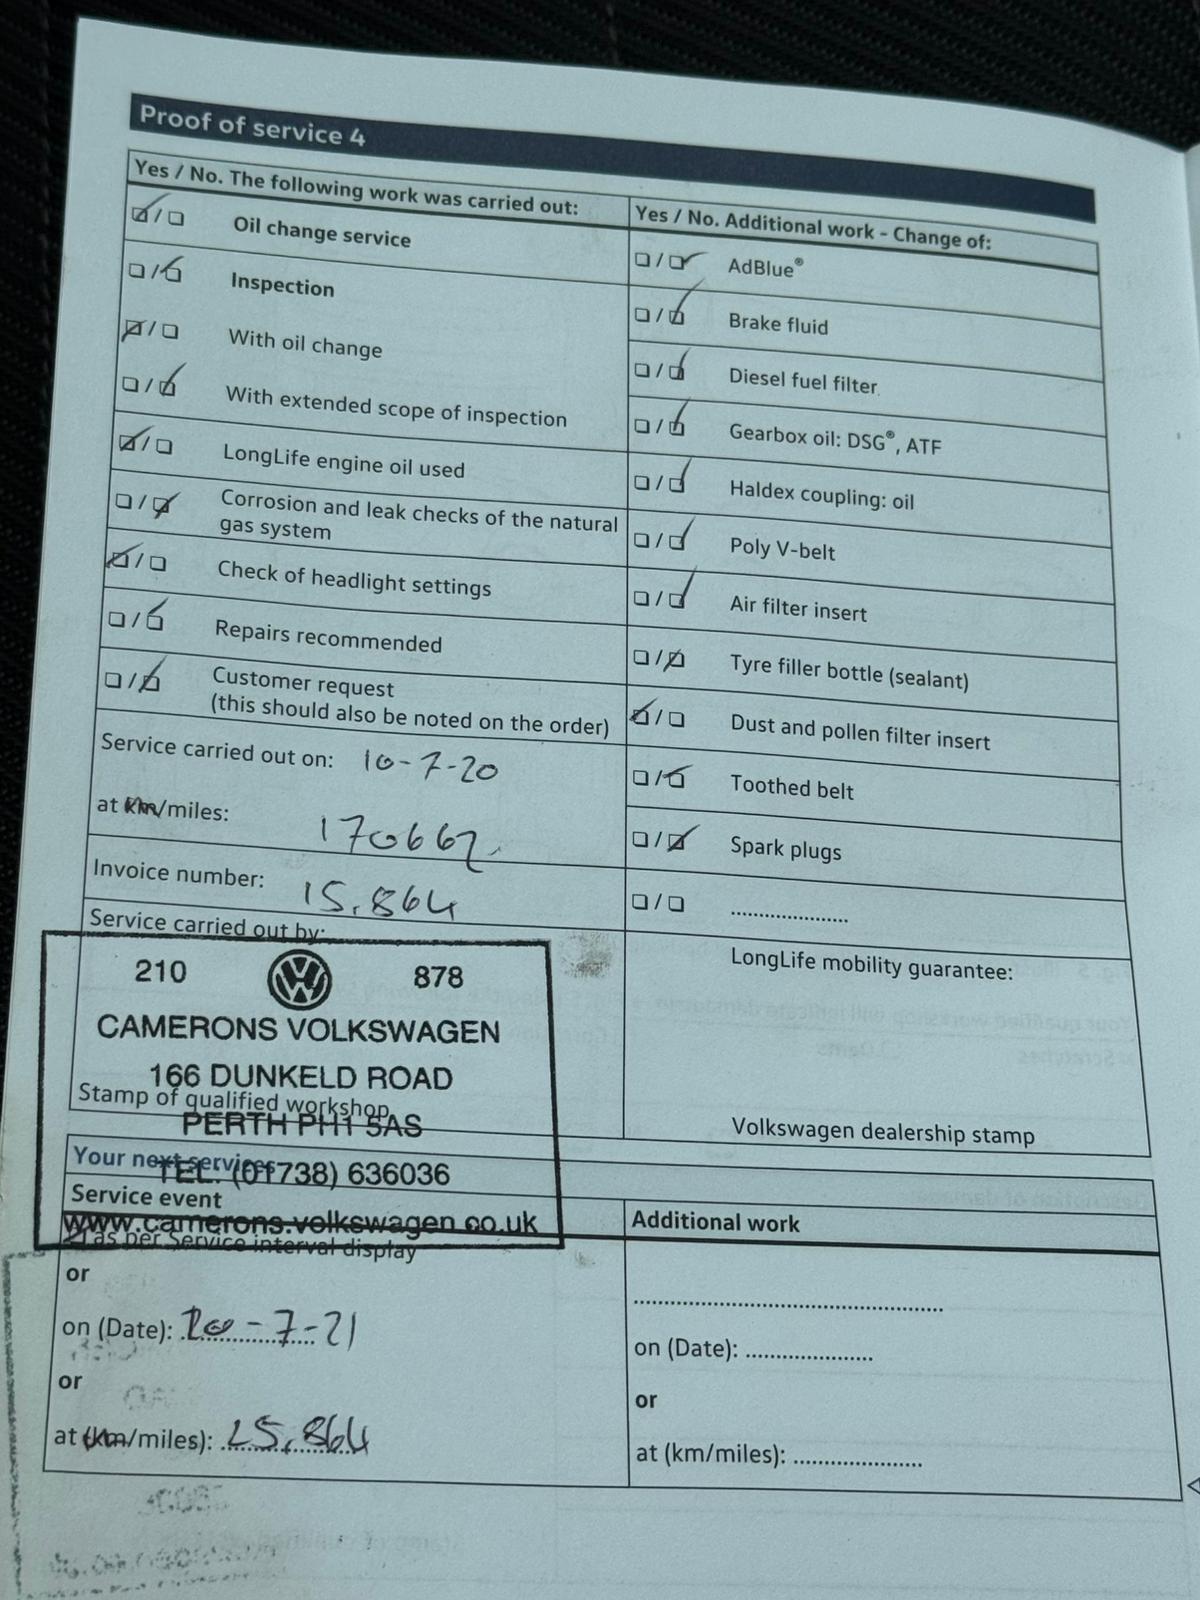 Proof of service 4
Yes / No. The following work was carried out:
Oil change service
Inspection
With oil change
With extended scope of inspection
LongLife engine oil used
Corrosion and leak checks of the natural
gas system
Check of headlight settings
Repairs recommended
Customer request
(this should also be noted on the order)
Service carried out on: 10-7-20
at km/miles: 170662
Invoice number: 15.864
Service carried out by:
210 878
CAMERONS VOLKSWAGEN
166 DUNKELD ROAD
Stamp of qualified workshop
PERTH PH1 5AS
Your next services
TEL. (01738) 636036
Service event
www.camerons.volkswagen.co.uk
as per Service interval display
or
on (Date): 10-7-21
or
at (km/miles): 25.864
Yes / No. Additional work - Change of:
AdBlue®
Brake fluid
Diesel fuel filter
Gearbox oil: DSG®, ATF
Haldex coupling: oil
Poly V-belt
Air filter insert
Tyre filler bottle (sealant)
Dust and pollen filter insert
Toothed belt
Spark plugs
....................
LongLife mobility guarantee:
Volkswagen dealership stamp
Additional work
..................................................
on (Date): ....................
or
at (km/miles): ....................